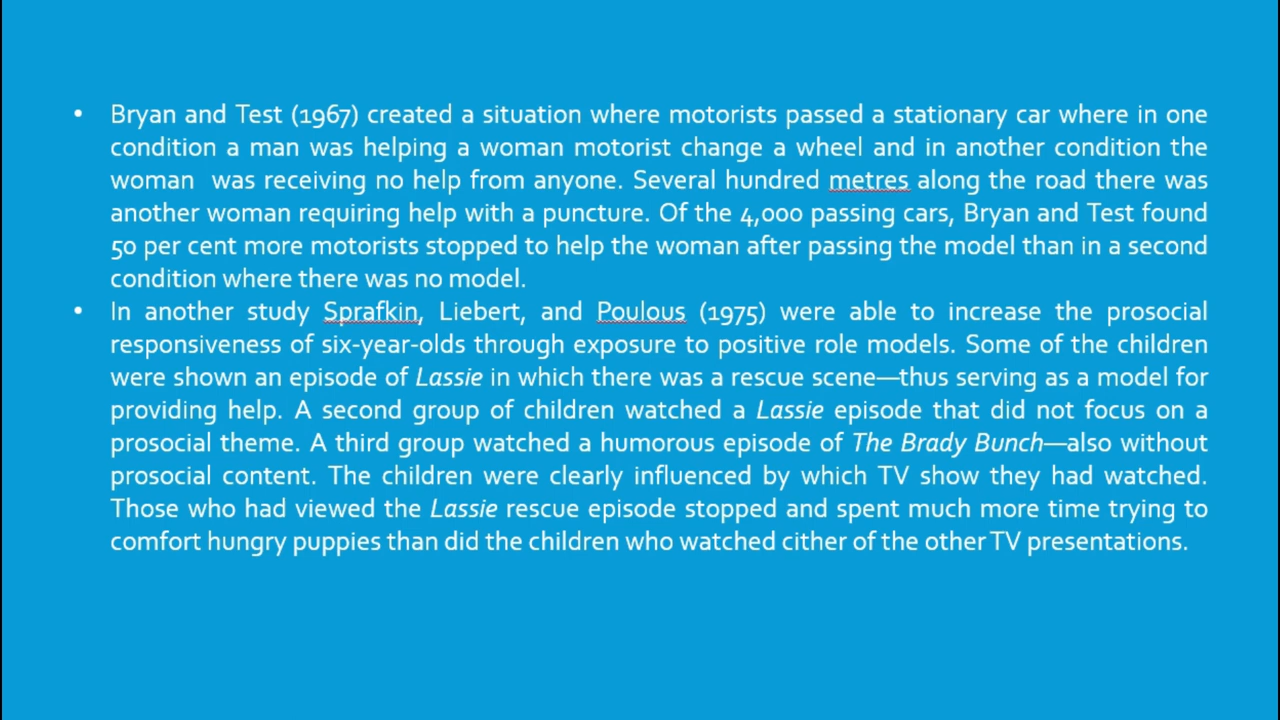 • Bryan and Test (1967) created a situation where motorists passed a stationary car where in one
condition a man was helping a woman motorist change a wheel and in another condition the
woman  was receiving no help from anyone. Several hundred metres along the road there was
another woman requiring help with a puncture. Of the 4,000 passing cars, Bryan and Test found
50 per cent more motorists stopped to help the woman after passing the model than in a second
condition where there was no model.
• In another study Sprafkin, Liebert, and Poulous (1975) were able to increase the prosocial
responsiveness of six-year-olds through exposure to positive role models. Some of the children
were shown an episode of Lassie in which there was a rescue scene—thus serving as a model for
providing help. A second group of children watched a Lassie episode that did not focus on a
prosocial theme. A third group watched a humorous episode of The Brady Bunch—also without
prosocial content. The children were clearly influenced by which TV show they had watched.
Those who had viewed the Lassie rescue episode stopped and spent much more time trying to
comfort hungry puppies than did the children who watched cither of the other TV presentations.